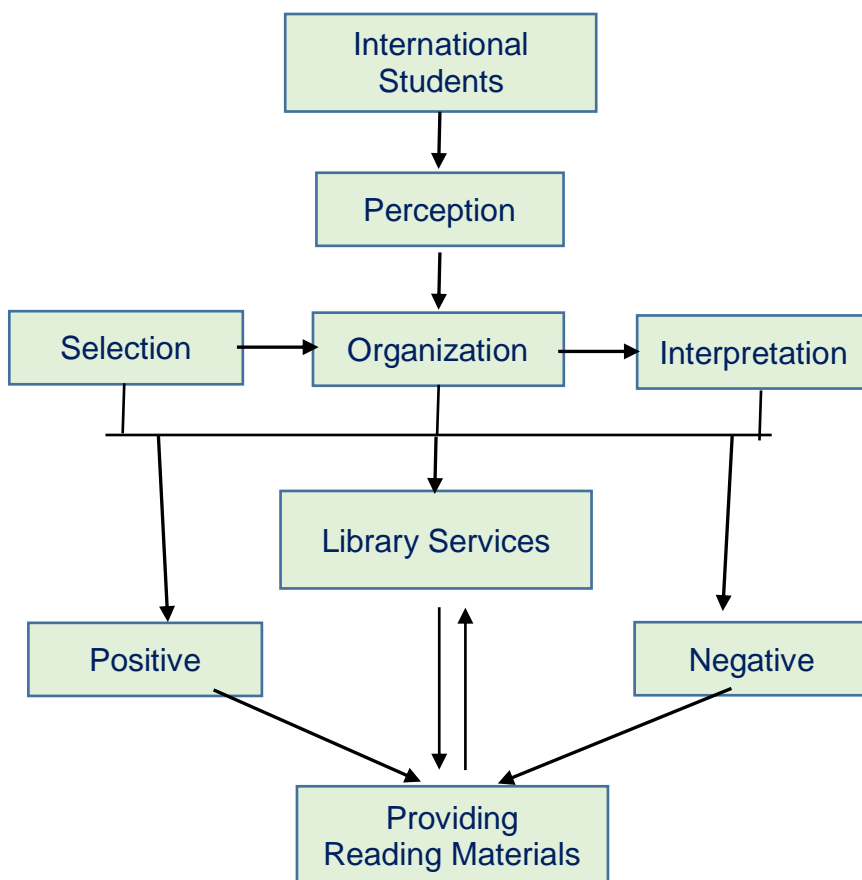 International
Students
Perception
Selection
Organization
Interpretation
Library Services
Positive
Negative
Providing
Reading Materials